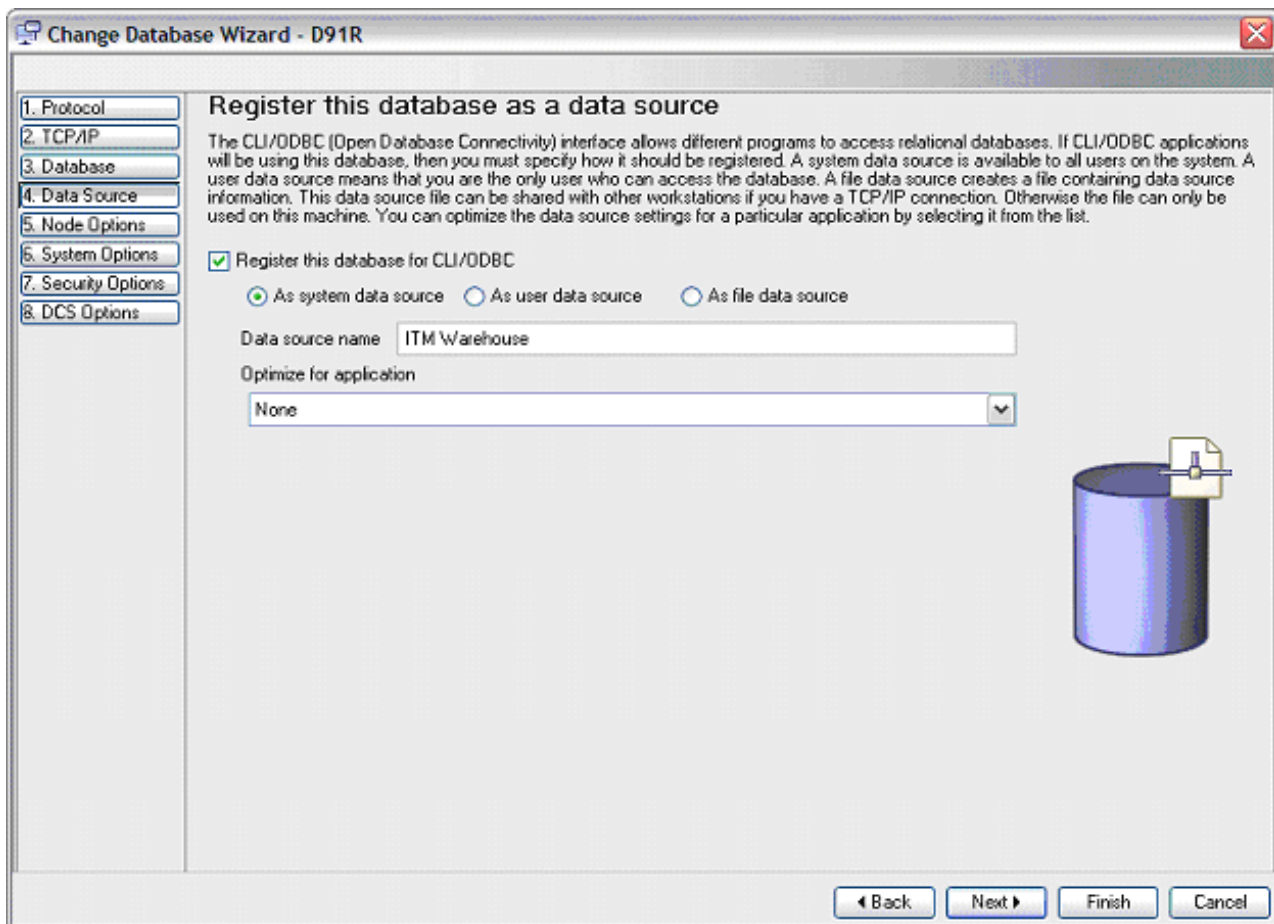 Change Database Wizard - D91R
1. Protocol
2. TCP/IP
3. Database
4. Data Source
5. Node Options
6. System Options
7. Security Options
8. DCS Options
Register this database as a data source
The CLI/ODBC (Open Database Connectivity) interface allows different programs to access relational databases. If CLI/ODBC applications
will be using this database, then you must specify how it should be registered. A system data source is available to all users on the system. A
user data source means that you are the only user who can access the database. A file data source creates a file containing data source
information. This data source file can be shared with other workstations if you have a TCP/IP connection. Otherwise the file can only be
used on this machine. You can optimize the data source settings for a particular application by selecting it from the list.
Register this database for CLI/ODBC
As system data source As user data source As file data source
Data source name ITM Warehouse
Optimize for application
None
Back Next Finish Cancel